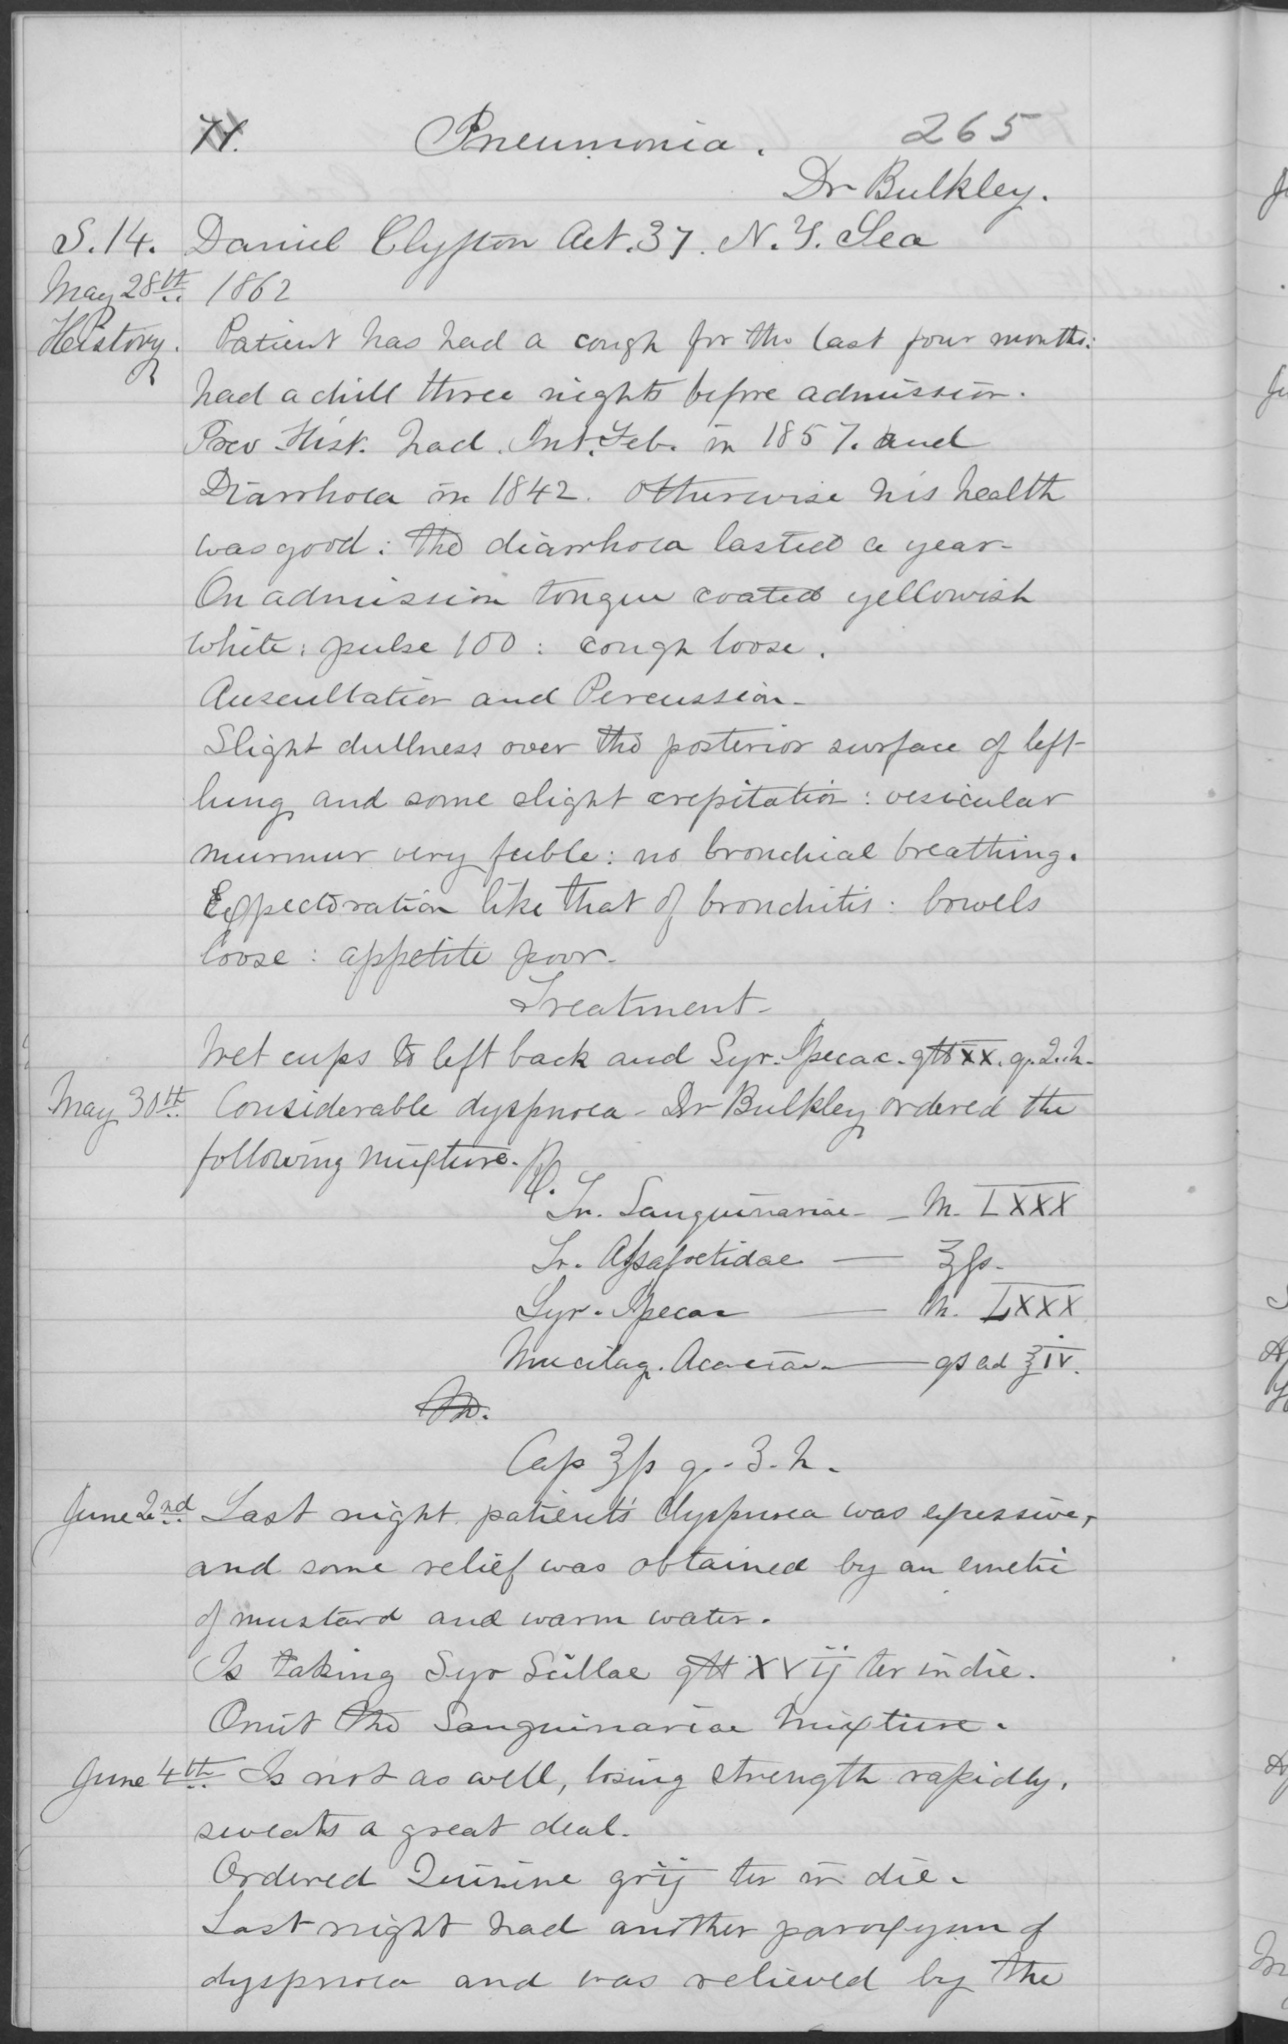 71. Pneumonia. 265
Dr Bulkley.
S. 14. Daniel Clyfton Aet. 37. N. Y. Sea
May 28th. 1862
History. Patient has had a cough for the last four months:
had a chill three nights before admission.
Prev Hist. had Int. Feb. in 1857. and
Diarrhoea in 1842. otherwise his health
was good: the diarrhoea lasted a year-
On admission tongue coated yellowish
white: pulse 100: cough loose.
Auscultation and Percussion-
Slight dullness over the posterior surface of left
lung and some slight crepitation: vesicular
murmur very feeble: no bronchial breathing.
Expectoration like that of bronchitis: bowels
loose: appetite poor-
Treatment-
Wet cups to left back and Syr. Ipecac. gtt XX. q. 2. h-
May 30th. Considerable dyspnoea- Dr Bulkley ordered the
following mixture. ℞.
Tr. Sanguinariae — M. LXXX
Tr. Assafoetidae — ℥ss-
Syr. Ipecac — M. LXXX
Mucilag. Acaciae — qs ad ℥iv.
M.
Cap ℥ss q. 3. h.
June 2nd. Last night patient's dyspnoea was excessive,
and some relief was obtained by an emetic
of mustard and warm water.
Is taking Syr Scillae gtt XVij ter in die.
Omit the Sanguinariae Mixture.
June 4th. Is not as well, losing strength rapidly,
sweats a great deal-
Ordered Quinine grij ter in die-
Last night had another paroxysm of
dyspnoea and was relieved by the